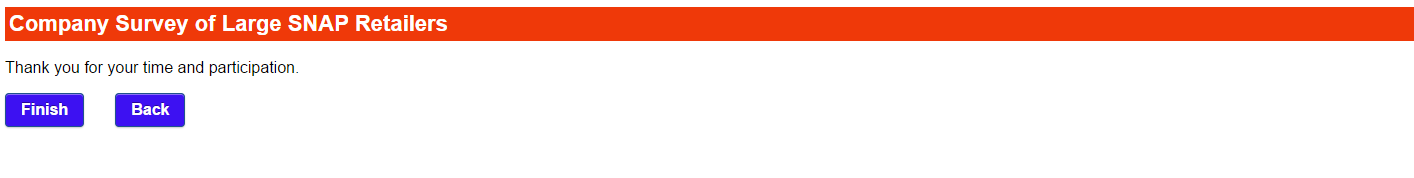 Company Survey of Large SNAP Retailers
Thank you for your time and participation.
Finish Back